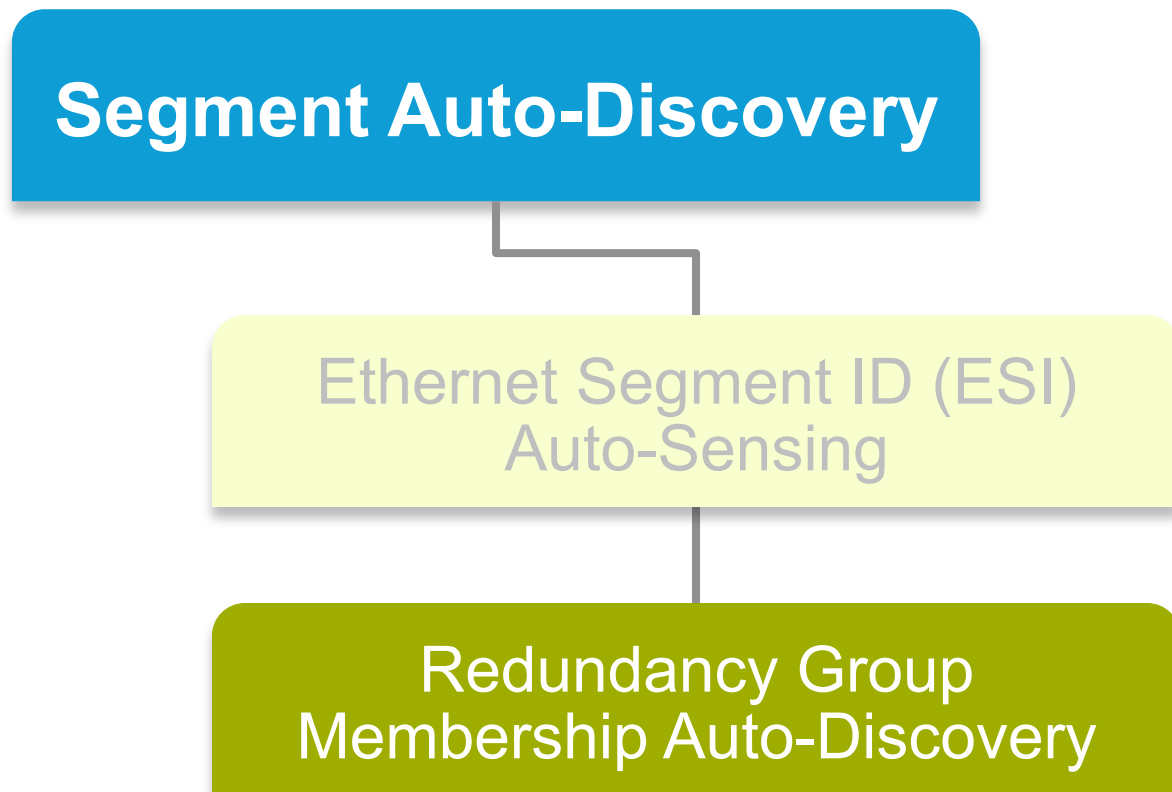 Segment Auto-Discovery
Ethernet Segment ID (ESI)
Auto-Sensing
Redundancy Group
Membership Auto-Discovery